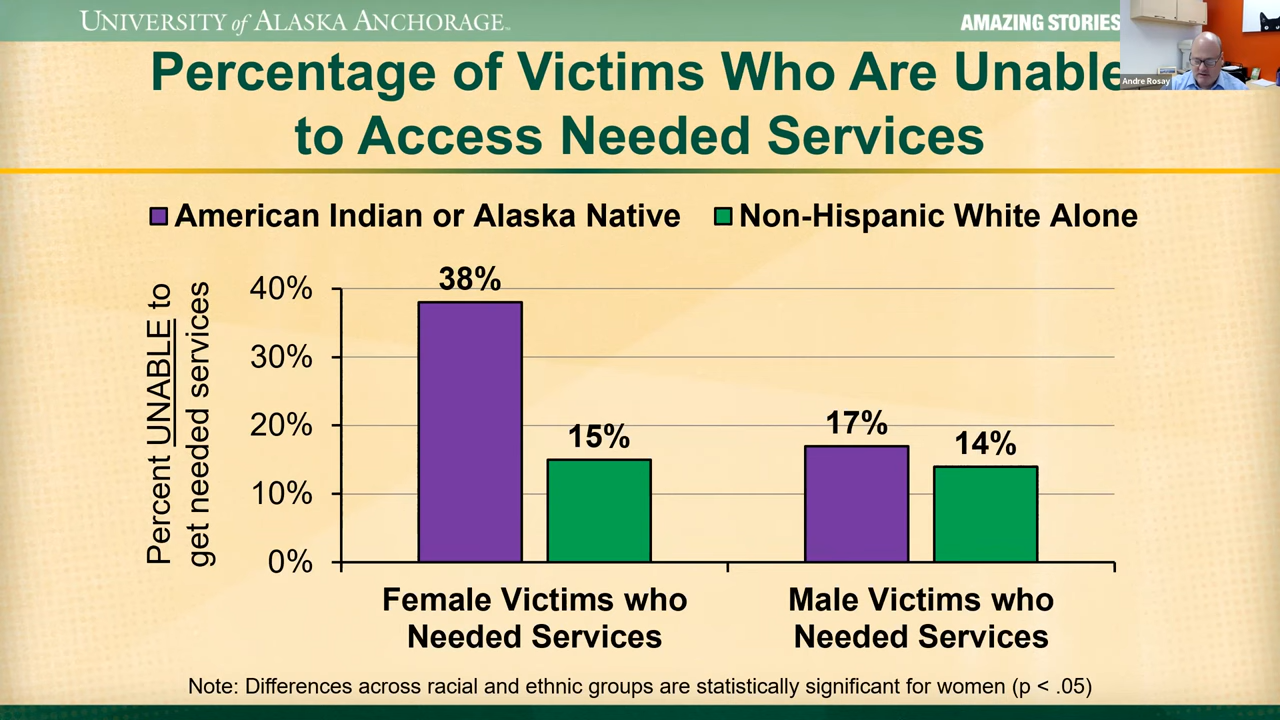 UNIVERSITY of ALASKA ANCHORAGE™
AMAZING STORIES
Andre Rosay
Percentage of Victims Who Are Unable
to Access Needed Services
American Indian or Alaska Native
Non-Hispanic White Alone
Percent UNABLE to
get needed services
40%
30%
20%
10%
0%
38%
15%
17%
14%
Female Victims who
Needed Services
Male Victims who
Needed Services
Note: Differences across racial and ethnic groups are statistically significant for women (p < .05)